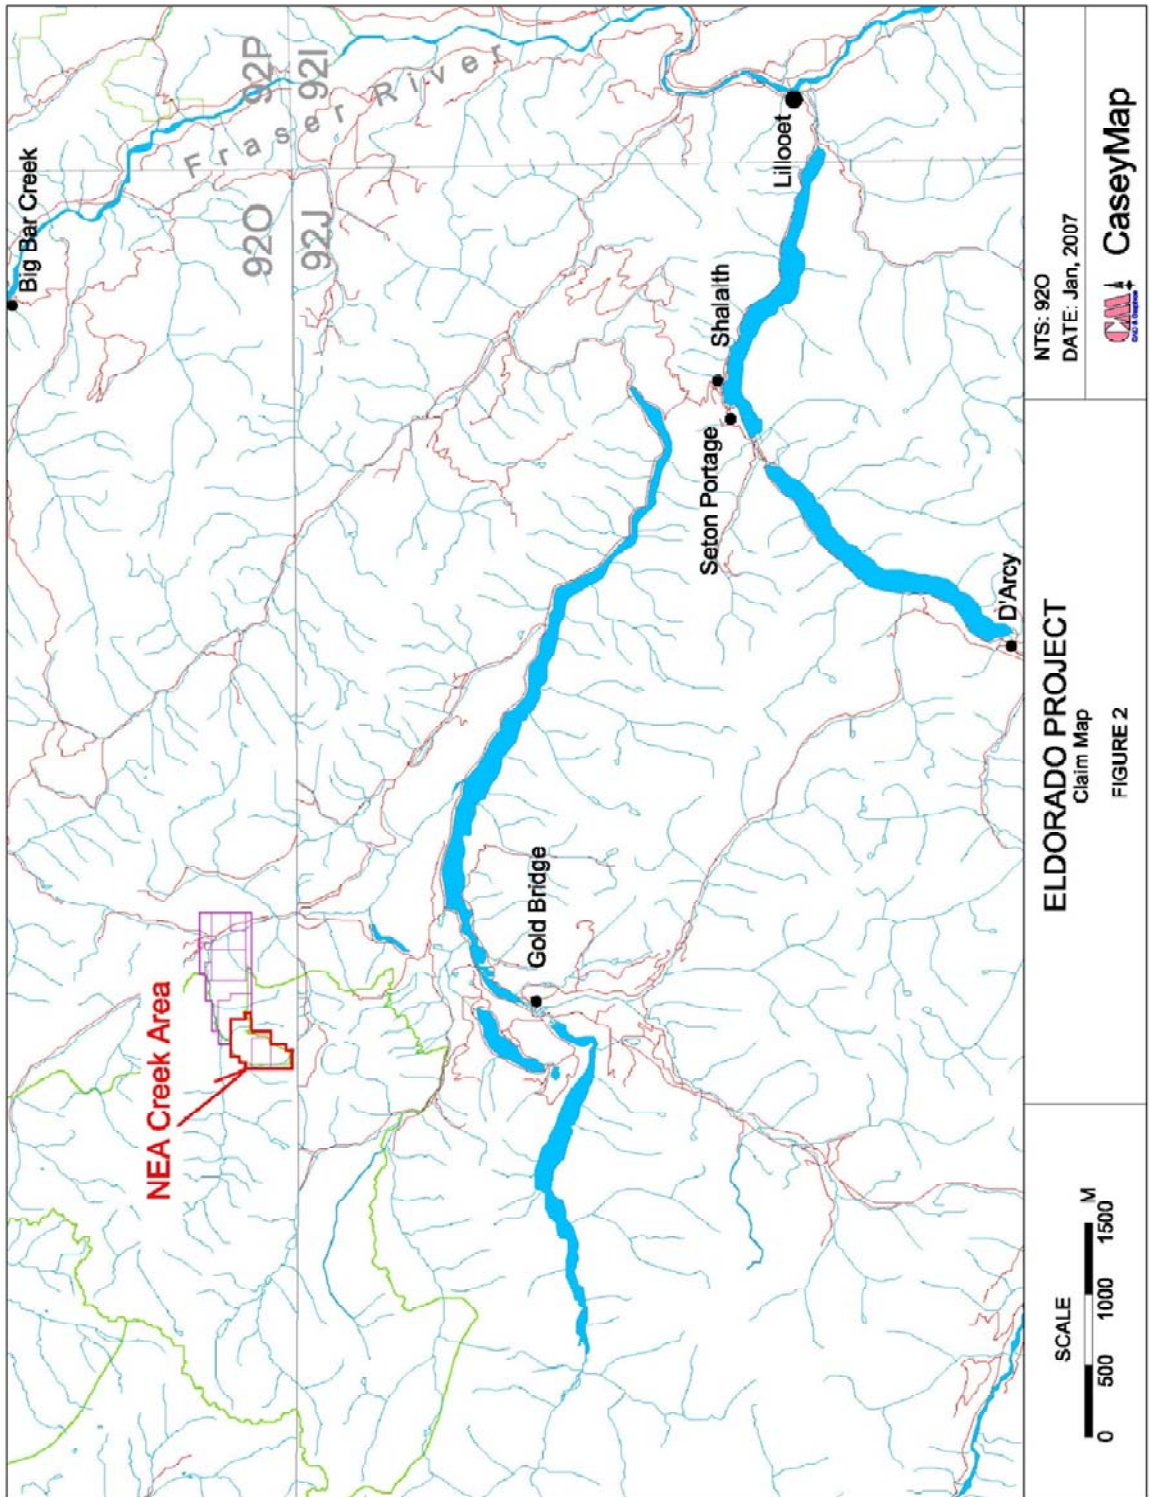 Big Bar Creek
92P
92O
92I
92J
Fraser River
NEA Creek Area
Lillooet
Shalalth
Seton Portage
Gold Bridge
D'Arcy
SCALE
0 500 1000 1500 M
ELDORADO PROJECT
Claim Map
FIGURE 2
NTS: 92O
DATE: Jan, 2007
CM
CaseyMap